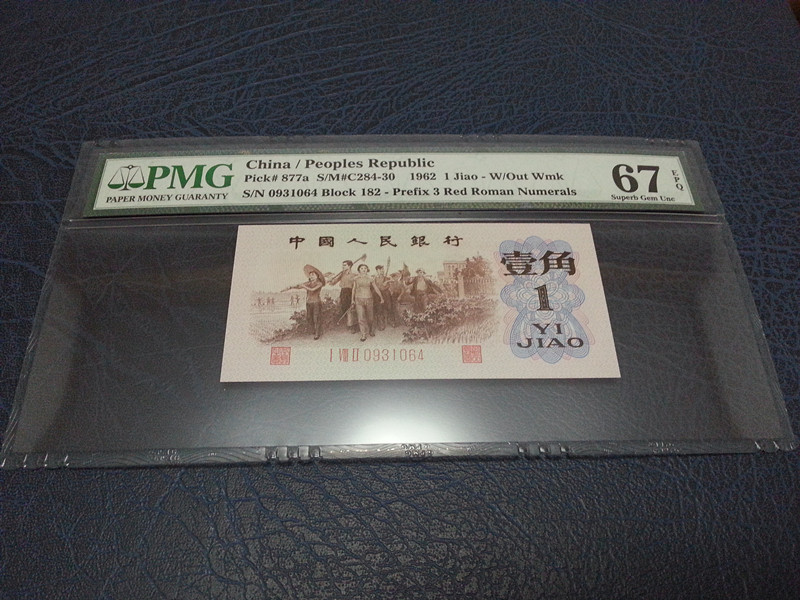 PMG
PAPER MONEY GUARANTY
China / Peoples Republic
Pick# 877a S/M#C284-30 1962 1 Jiao - W/Out Wmk
S/N 0931064 Block 182 - Prefix 3 Red Roman Numerals
67
EPQ
Superb Gem Unc
中國人民銀行
壹角
1
YI
JIAO
I VIII II 0931064